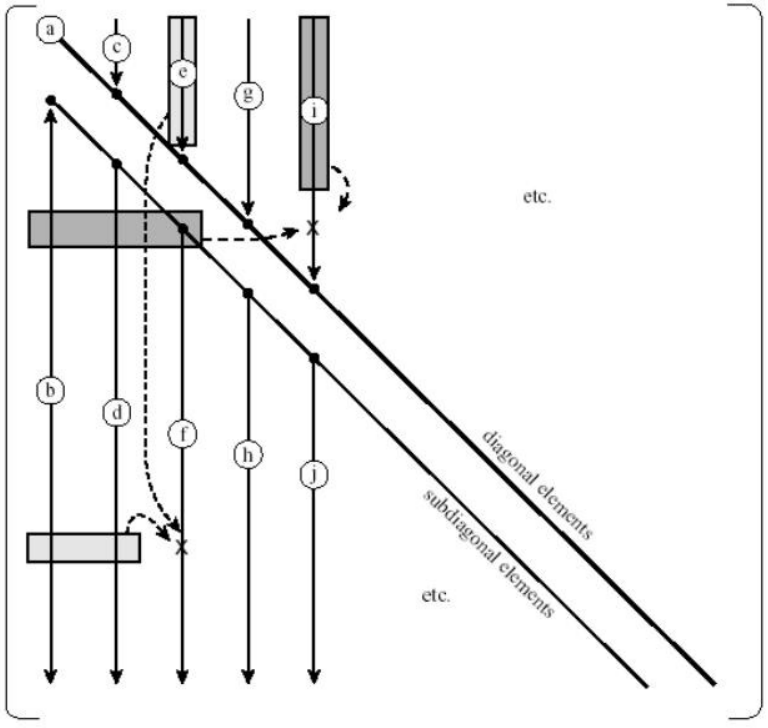 a
c
e
g
i
x
etc.
b
d
f
h
j
x
diagonal elements
subdiagonal elements
etc.